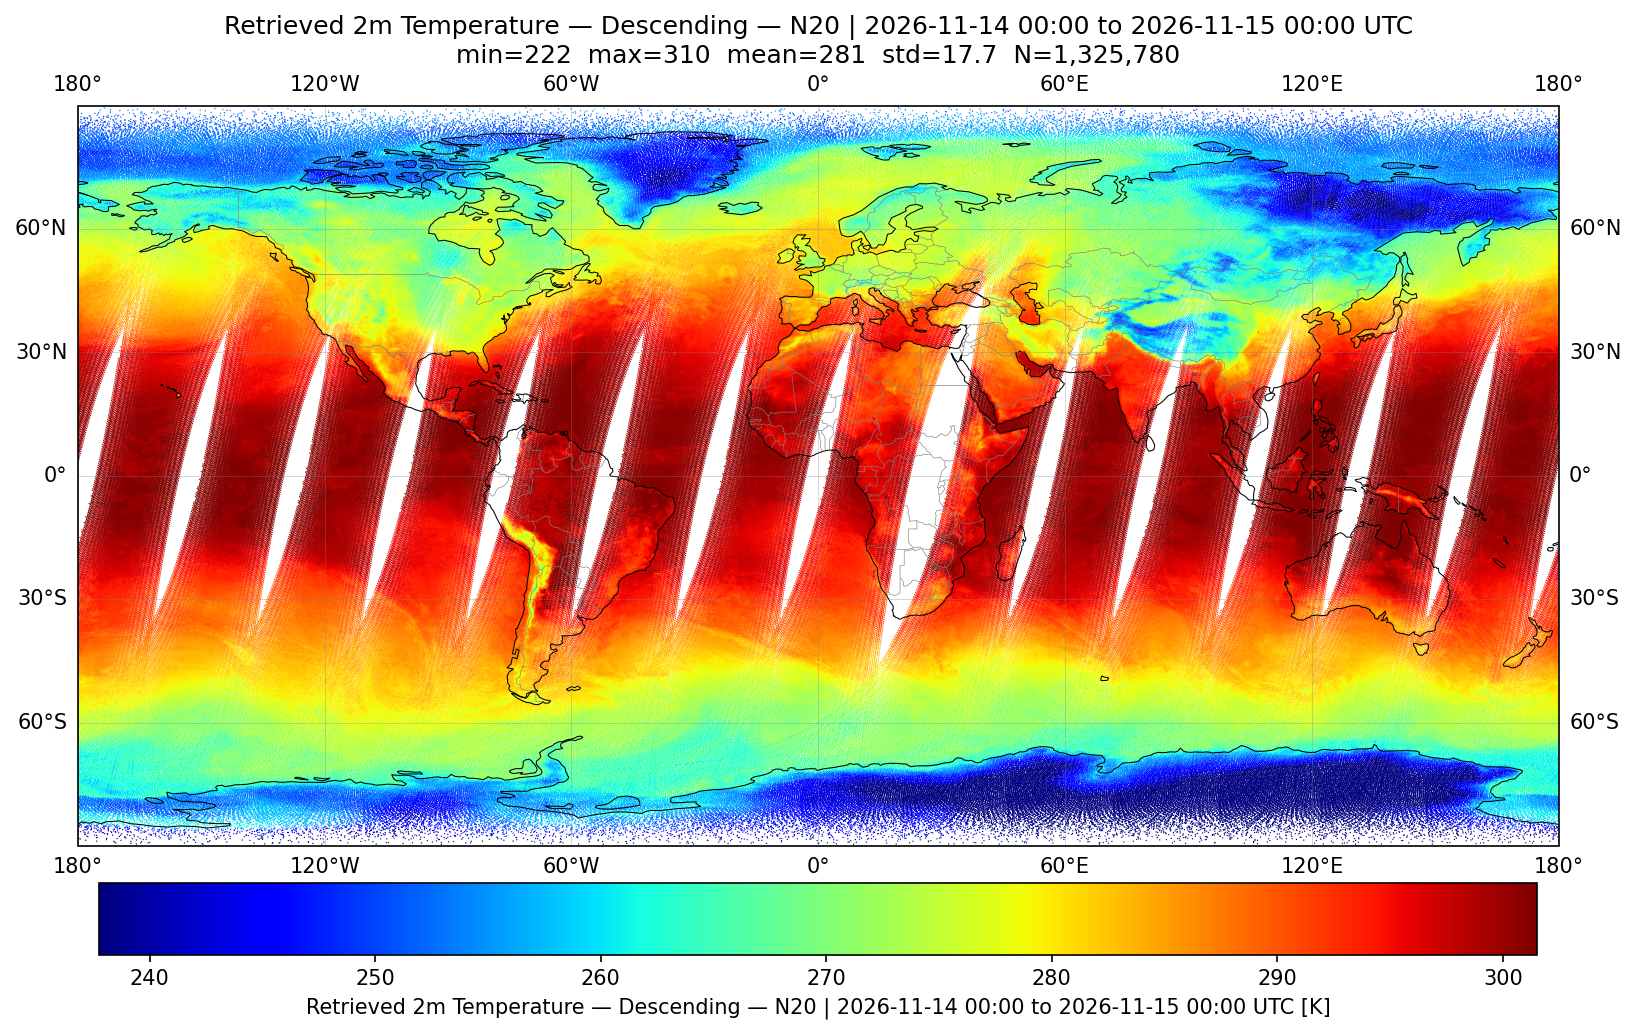 Retrieved 2m Temperature — Descending — N20 | 2026-11-14 00:00 to 2026-11-15 00:00 UTC
min=222  max=310  mean=281  std=17.7  N=1,325,780
180° 120°W 60°W 0° 60°E 120°E 180°
60°N 60°N
30°N 30°N
0° 0°
30°S 30°S
60°S 60°S
180° 120°W 60°W 0° 60°E 120°E 180°
240 250 260 270 280 290 300
Retrieved 2m Temperature — Descending — N20 | 2026-11-14 00:00 to 2026-11-15 00:00 UTC [K]